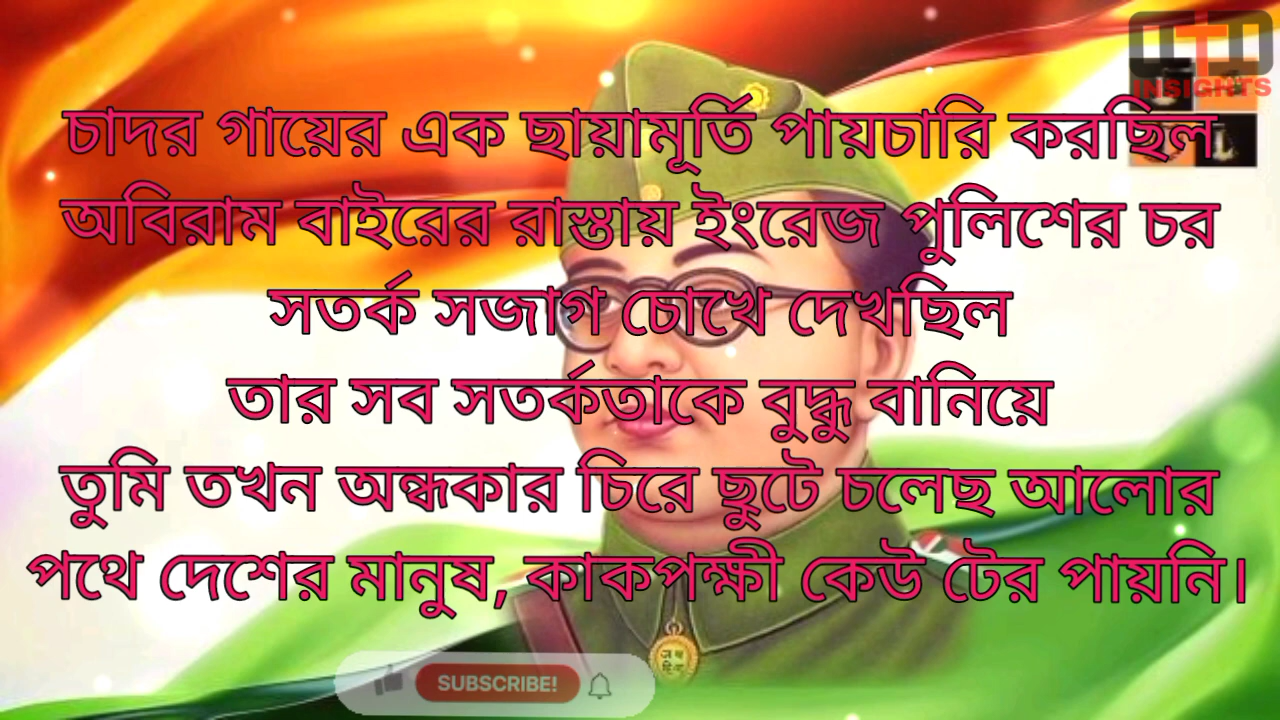 চাদর গায়ের এক ছায়ামূর্তি পায়চারি করছিল
অবিরাম বাইরের রাস্তায় ইংরেজ পুলিশের চর
সতর্ক সজাগ চোখে দেখছিল
তার সব সতর্কতাকে বুদ্ধু বানিয়ে
তুমি তখন অন্ধকার চিরে ছুটে চলেছ আলোর
পথে দেশের মানুষ, কাকপক্ষী কেউ টের পায়নি।
INSIGHTS
SUBSCRIBE!